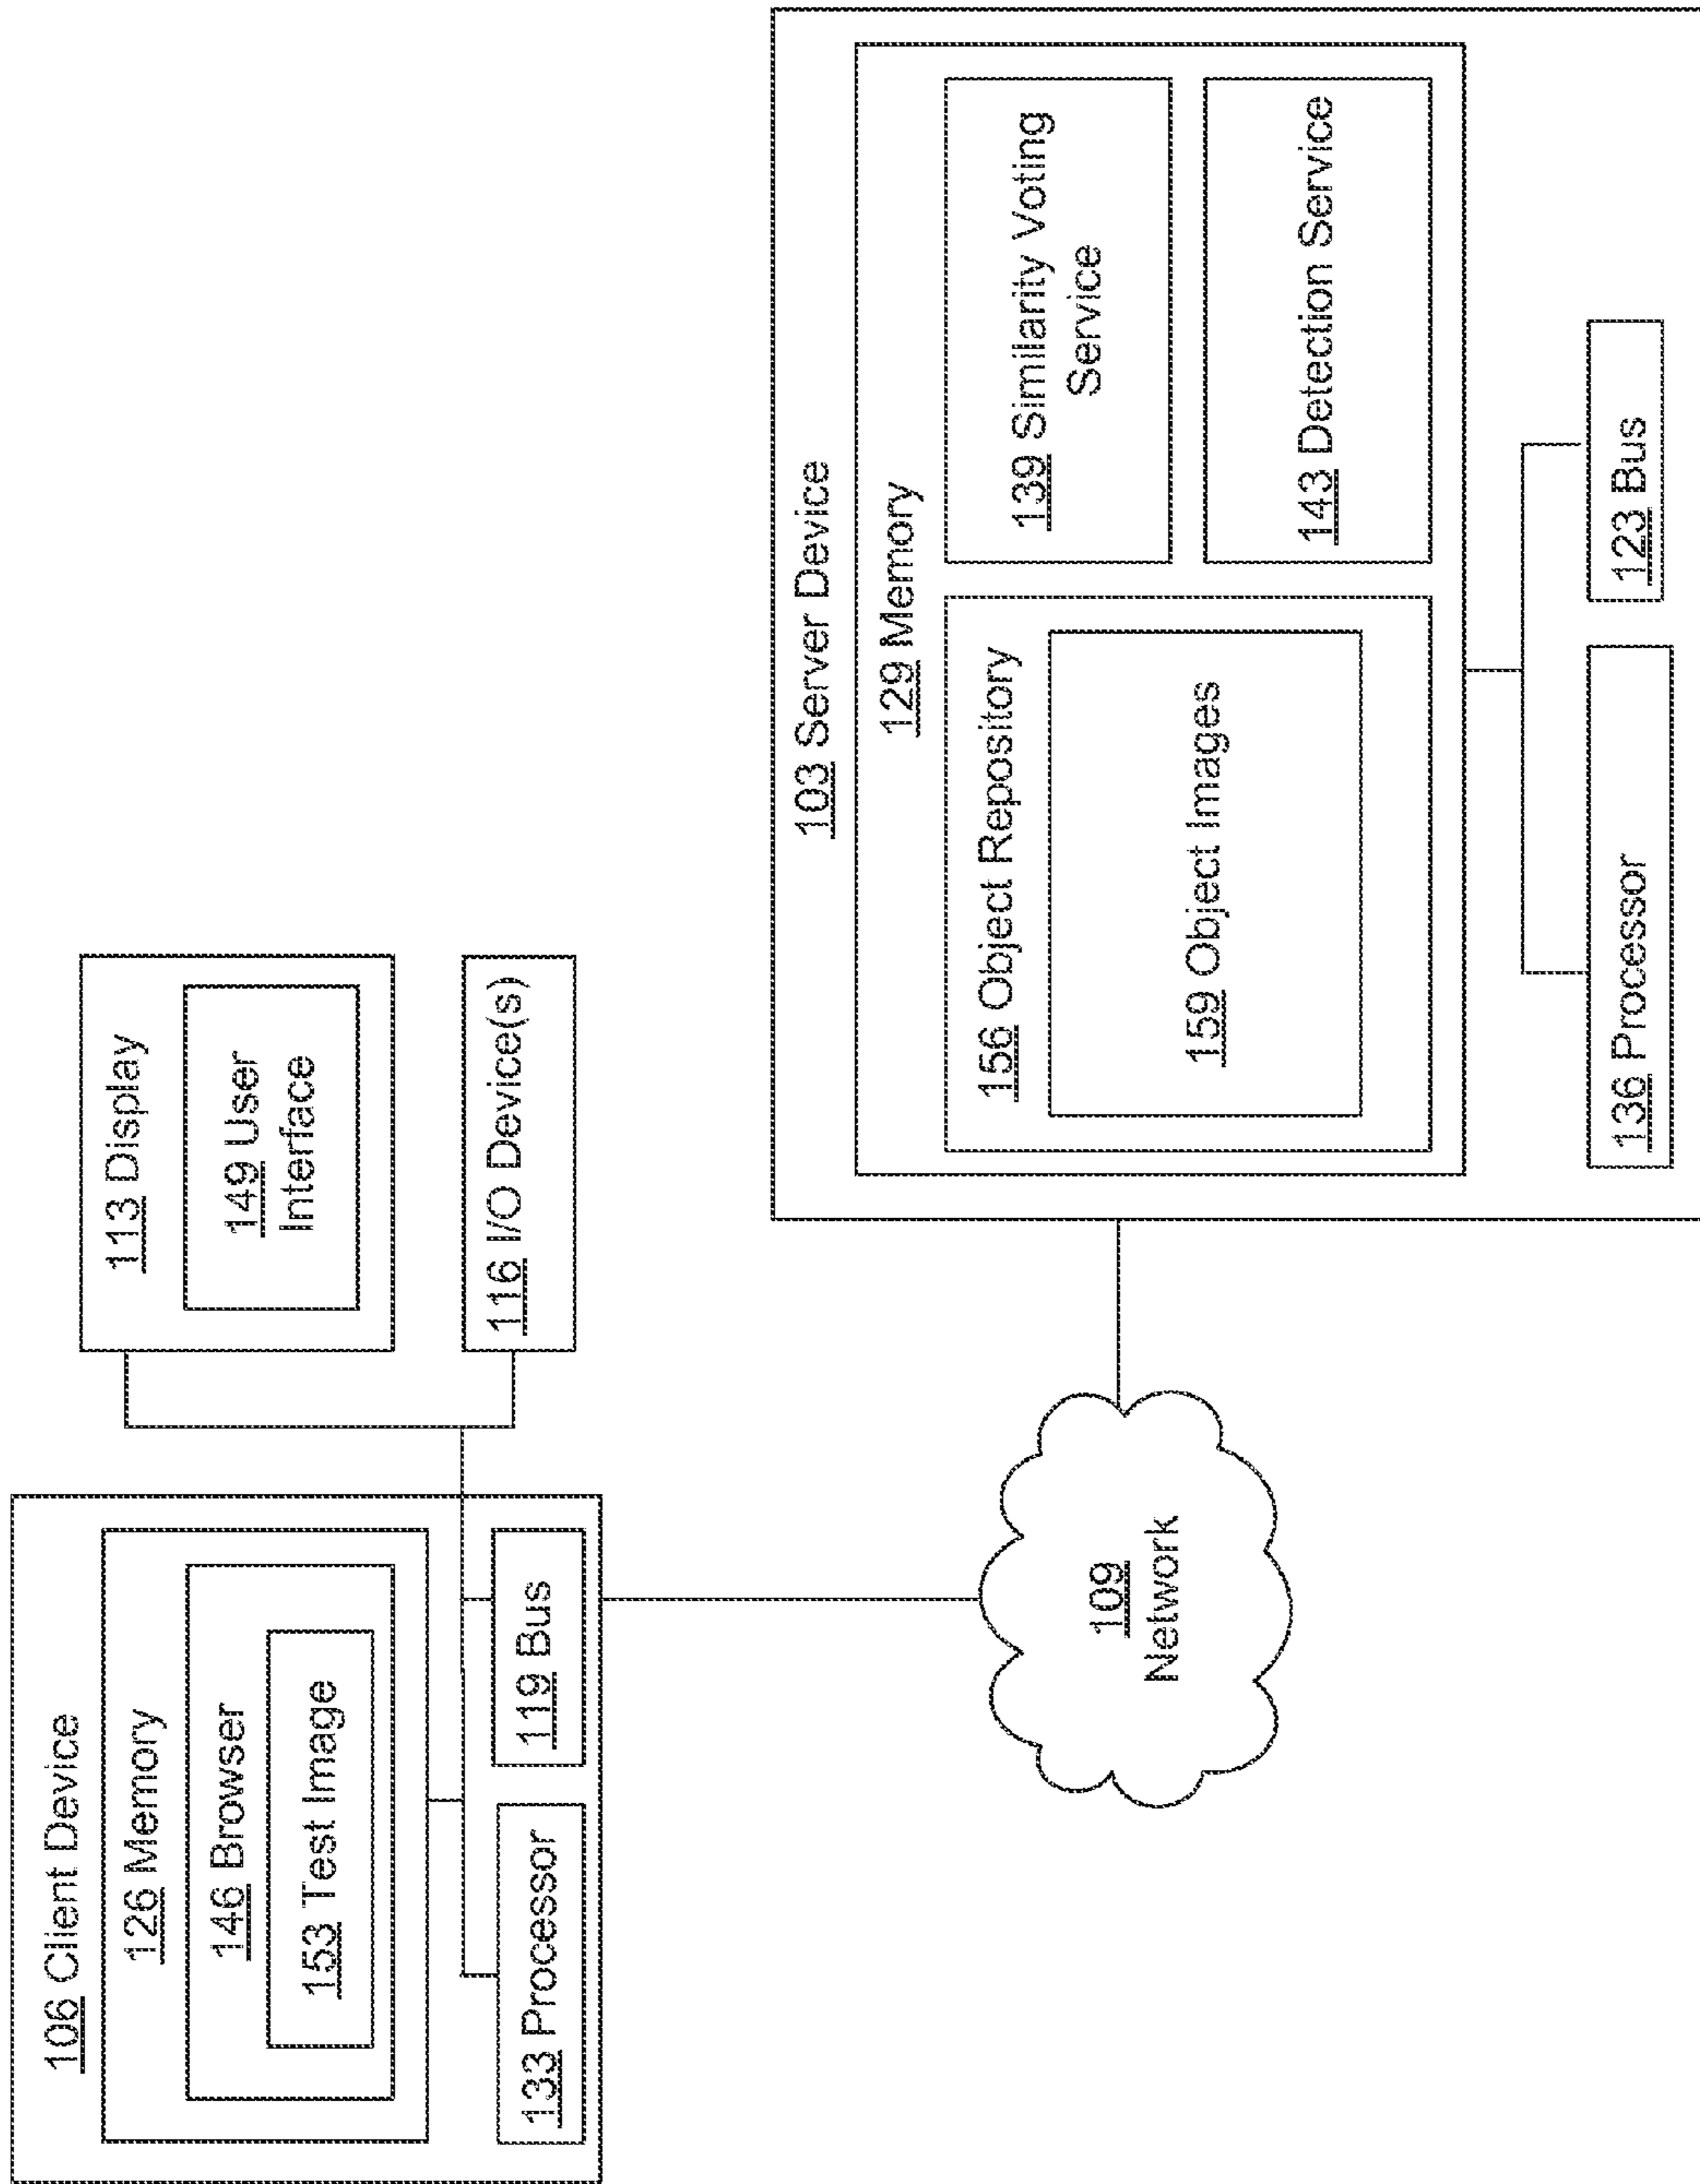 106 Client Device
126 Memory
146 Browser
153 Test Image
133 Processor
119 Bus
113 Display
149 User
Interface
116 I/O Device(s)
109
Network
103 Server Device
129 Memory
156 Object Repository
159 Object Images
139 Similarity Voting
Service
143 Detection Service
136 Processor
123 Bus